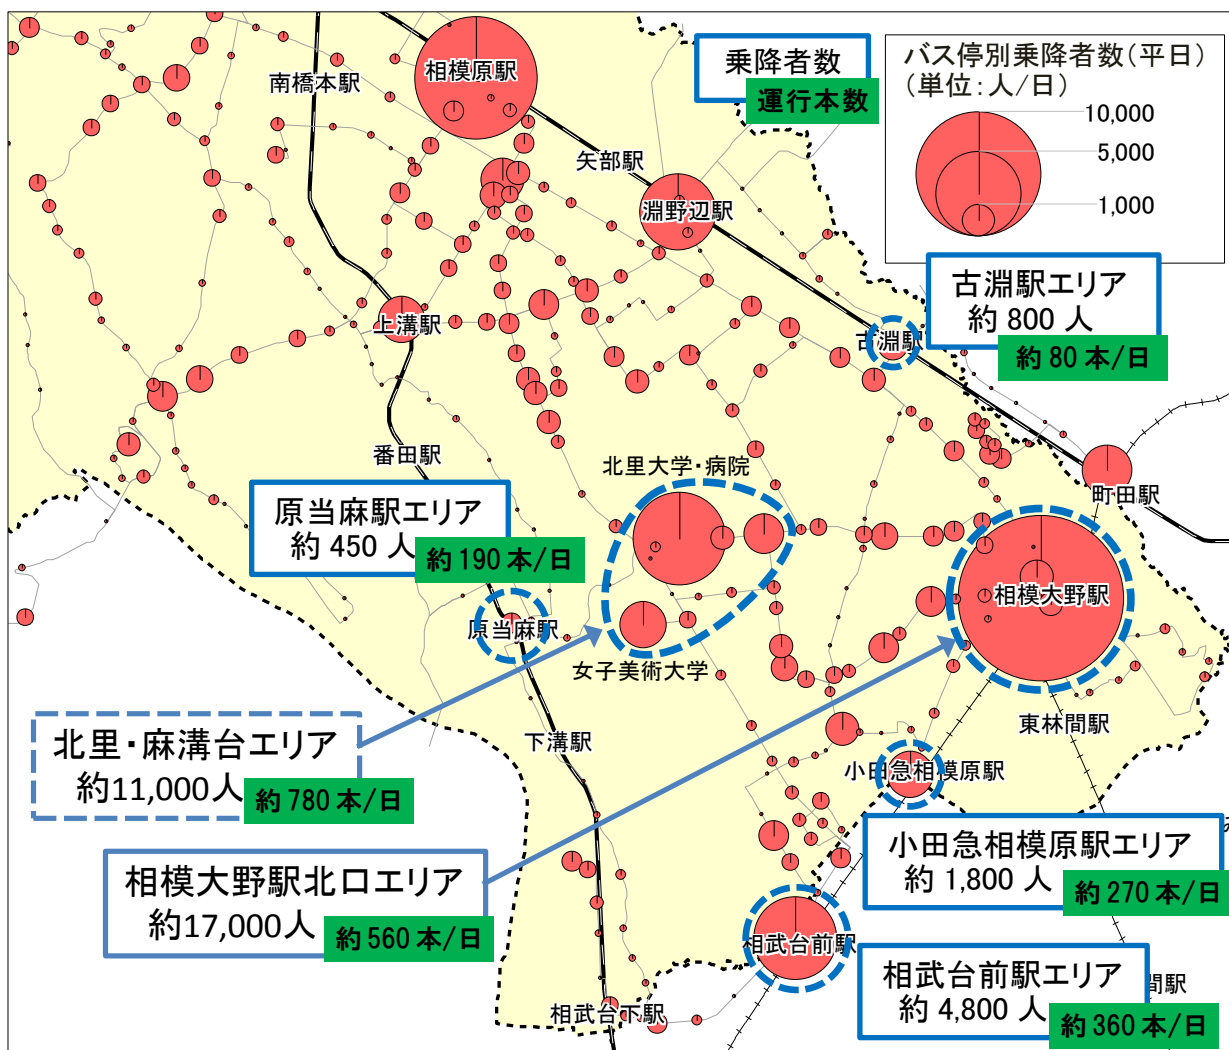 乗降者数
運行本数
バス停別乗降者数(平日)
(単位:人/日)
10,000
5,000
1,000
南橋本駅
相模原駅
矢部駅
淵野辺駅
古淵駅エリア
約 800 人
約 80 本/日
古淵駅
上溝駅
番田駅
北里大学・病院
町田駅
原当麻駅エリア
約 450 人
約 190 本/日
原当麻駅
相模大野駅
女子美術大学
東林間駅
下溝駅
北里・麻溝台エリア
約11,000人
約 780 本/日
小田急相模原駅
小田急相模原駅エリア
約 1,800 人
約 270 本/日
相模大野駅北口エリア
約17,000人
約 560 本/日
相武台前駅
相武台前駅エリア
約 4,800 人
約 360 本/日
間駅
相武台下駅